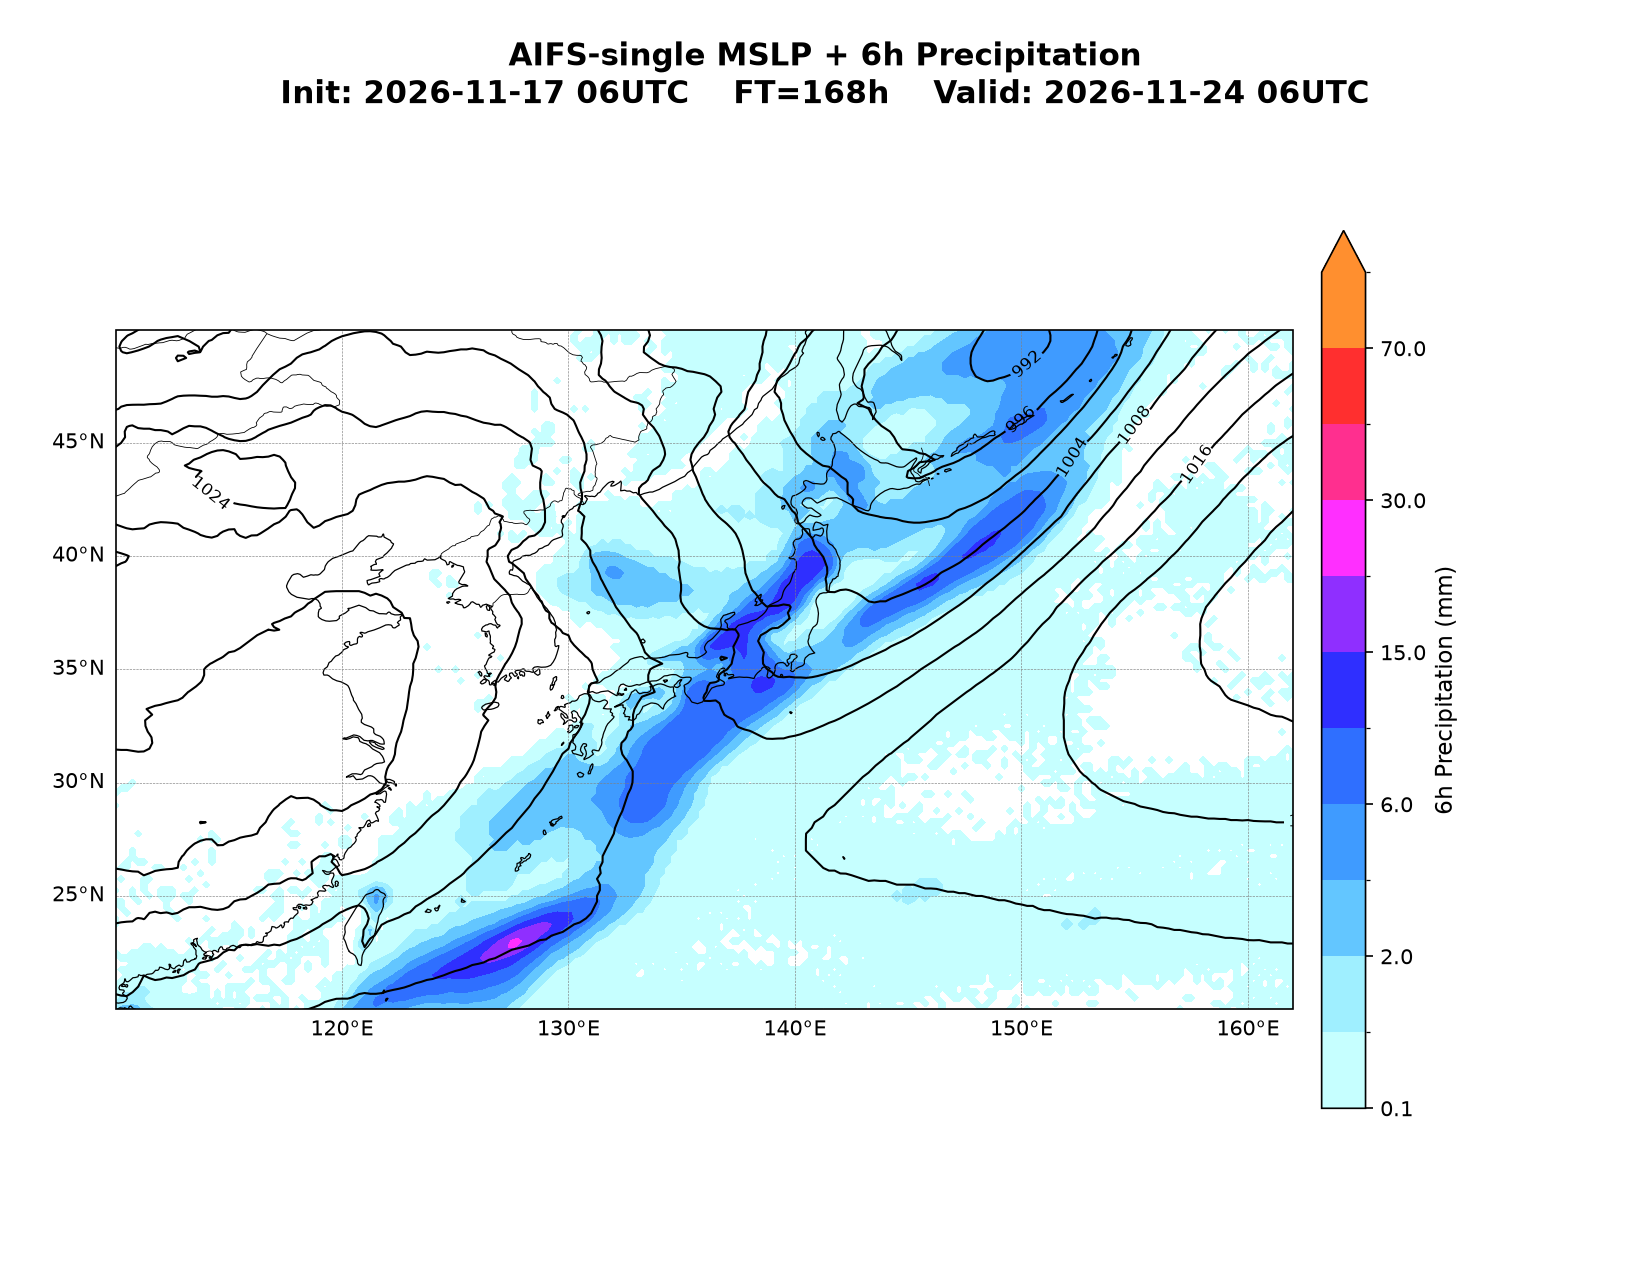 AIFS-single MSLP + 6h Precipitation
Init: 2026-11-17 06UTC    FT=168h    Valid: 2026-11-24 06UTC
70.0
992
996
1008
45°N
1004
1016
1024
30.0
40°N
15.0
35°N
6h Precipitation (mm)
30°N
6.0
25°N
2.0
120°E
130°E
140°E
150°E
160°E
0.1